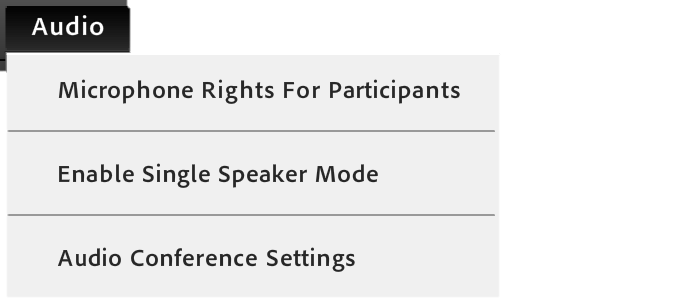 Audio
Microphone Rights For Participants
Enable Single Speaker Mode
Audio Conference Settings